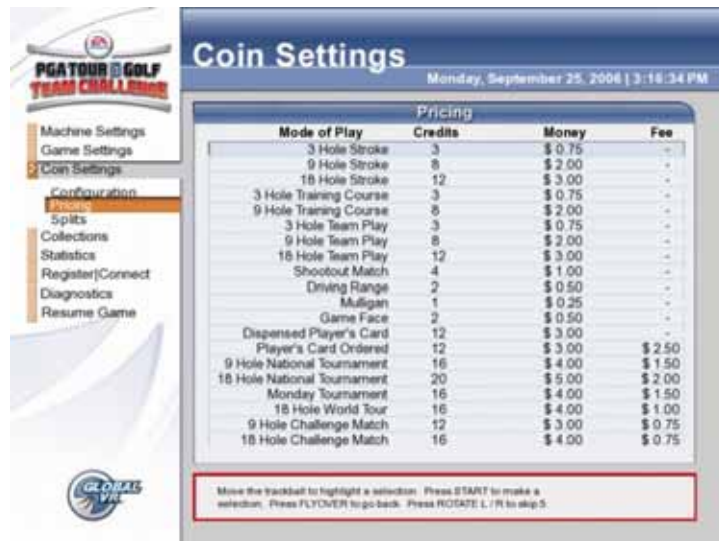 Coin Settings
Monday, September 25, 2006 | 3:16:34 PM
EA
PGA TOUR GOLF
TEAM CHALLENGE
Machine Settings
Game Settings
Coin Settings
Configuration
Pricing
Splits
Collections
Statistics
Register|Connect
Diagnostics
Resume Game
GLOBAL
VR
Pricing
Mode of Play Credits Money Fee
3 Hole Stroke 3 $ 0.75 -
9 Hole Stroke 8 $ 2.00 -
18 Hole Stroke 12 $ 3.00 -
3 Hole Training Course 3 $ 0.75 -
9 Hole Training Course 8 $ 2.00 -
3 Hole Team Play 3 $ 0.75 -
9 Hole Team Play 8 $ 2.00 -
18 Hole Team Play 12 $ 3.00 -
Shootout Match 4 $ 1.00 -
Driving Range 2 $ 0.50 -
Mulligan 1 $ 0.25 -
Game Face 2 $ 0.50 -
Dispensed Player's Card 12 $ 3.00 -
Player's Card Ordered 12 $ 3.00 $ 2.50
9 Hole National Tournament 16 $ 4.00 $ 1.50
18 Hole National Tournament 20 $ 5.00 $ 2.00
Monday Tournament 16 $ 4.00 $ 1.50
18 Hole World Tour 16 $ 4.00 $ 1.00
9 Hole Challenge Match 12 $ 3.00 $ 0.75
18 Hole Challenge Match 16 $ 4.00 $ 0.75
Move the trackball to highlight a selection. Press START to make a
selection. Press FLYOVER to go back. Press ROTATE L / R to skip 5.